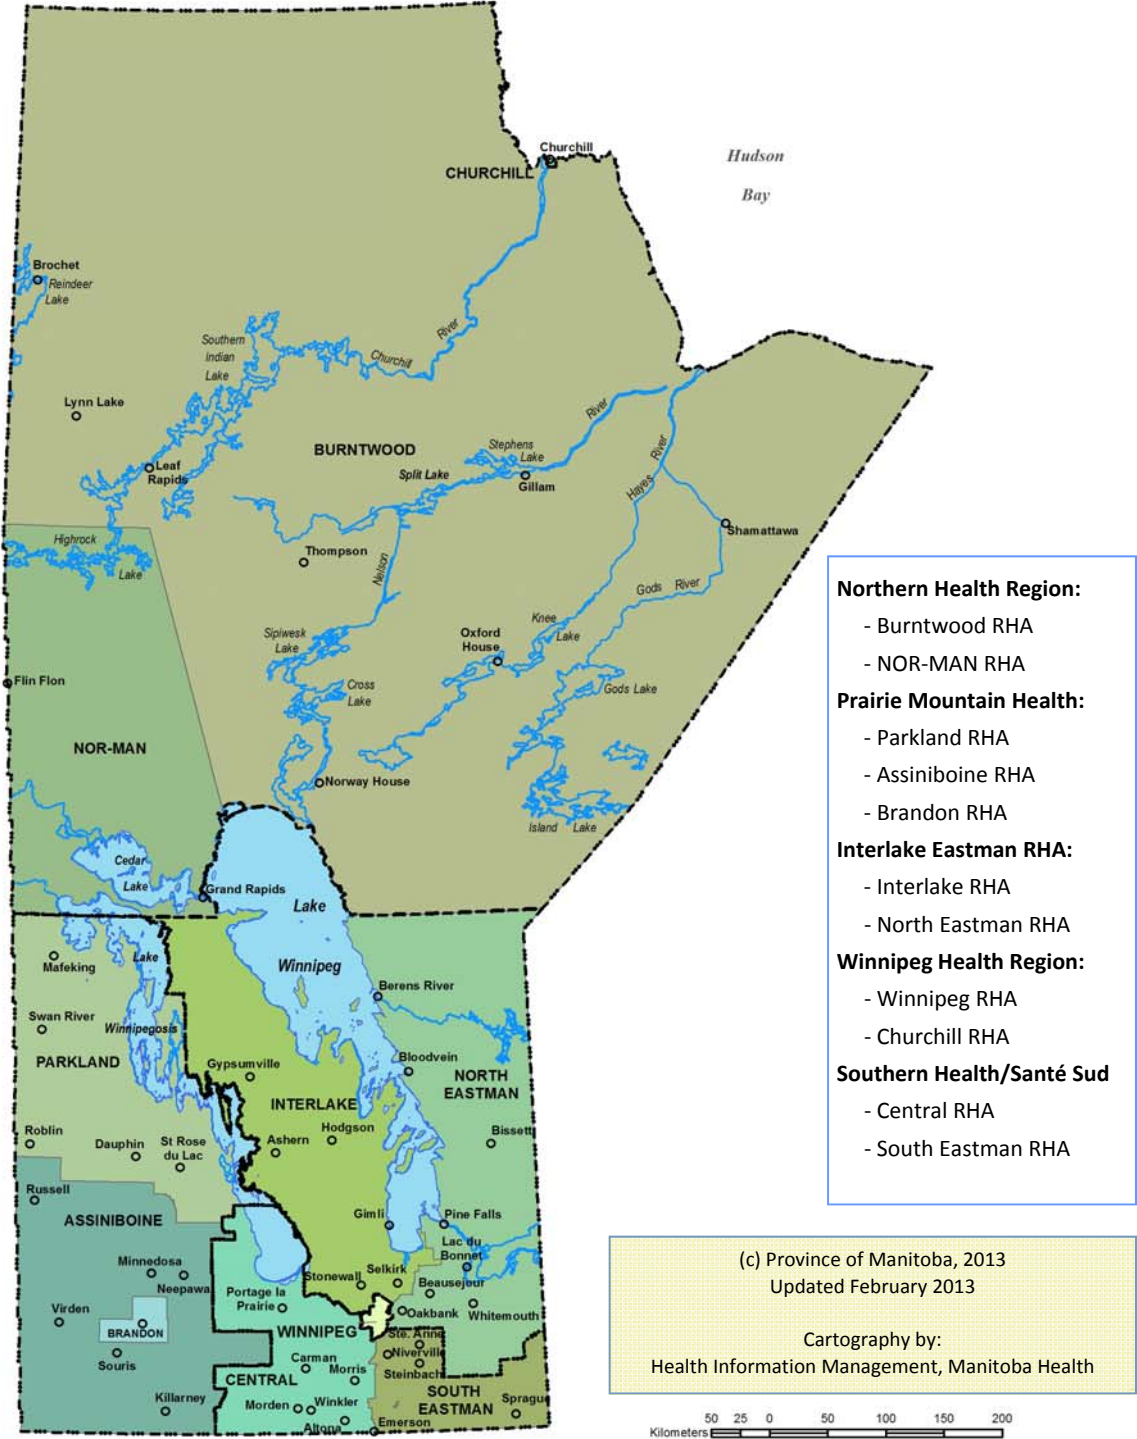 Churchill
CHURCHILL
Hudson
Bay
Brochet
Reindeer
Lake
Southern
Indian
Lake
Churchill
River
Lynn Lake
River
BURNTWOOD
Stephens
Lake
River
Leaf
Rapids
Split Lake
Gillam
Hayes
Shamattawa
Highrock
Lake
Thompson
Nelson
Gods River
Knee
Lake
Sipiwesk
Lake
Oxford
House
Flin Flon
Cross
Lake
Gods Lake
NOR-MAN
Norway House
Island Lake
Cedar
Lake
Grand Rapids
Lake
Winnipeg
Mafeking
Lake
Winnipegosis
Berens River
Swan River
PARKLAND
Gypsumville
Bloodvein
NORTH
EASTMAN
INTERLAKE
Hodgson
Bissett
Roblin
Dauphin
St Rose
du Lac
Ashern
Russell
ASSINIBOINE
Gimli
Pine Falls
Lac du
Bonnet
Minnedosa
Neepawa
Stonewall
Selkirk
Beausejour
Portage la
Prairie
Virden
Oakbank
Whitemouth
BRANDON
WINNIPEG
Ste. Anne
Niverville
Steinbach
Souris
Carman
Morris
CENTRAL
SOUTH
EASTMAN
Killarney
Morden
Winkler
Altona
Emerson
Sprague
Northern Health Region:
- Burntwood RHA
- NOR-MAN RHA
Prairie Mountain Health:
- Parkland RHA
- Assiniboine RHA
- Brandon RHA
Interlake Eastman RHA:
- Interlake RHA
- North Eastman RHA
Winnipeg Health Region:
- Winnipeg RHA
- Churchill RHA
Southern Health/Santé Sud
- Central RHA
- South Eastman RHA
(c) Province of Manitoba, 2013
Updated February 2013
Cartography by:
Health Information Management, Manitoba Health
50 25 0 50 100 150 200
Kilometers